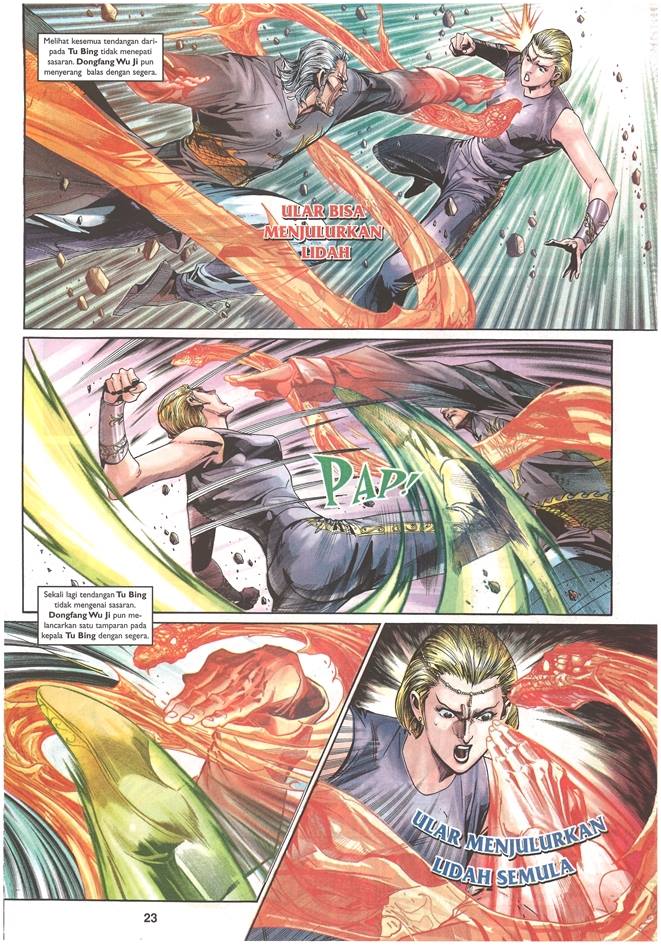 Melihat kesemua tendangan dari-
pada Tu Bing tidak menepati
sasaran. Dongfang Wu Ji pun
menyerang balas dengan segera.
ULAR BISA
MENJULURKAN
LIDAH
PAP!
Sekali lagi tendangan Tu Bing
tidak mengenai sasaran.
Dongfang Wu Ji pun me-
lancarkan satu tamparan pada
kepala Tu Bing dengan segera.
ULAR MENJULURKAN
LIDAH SEMULA
23